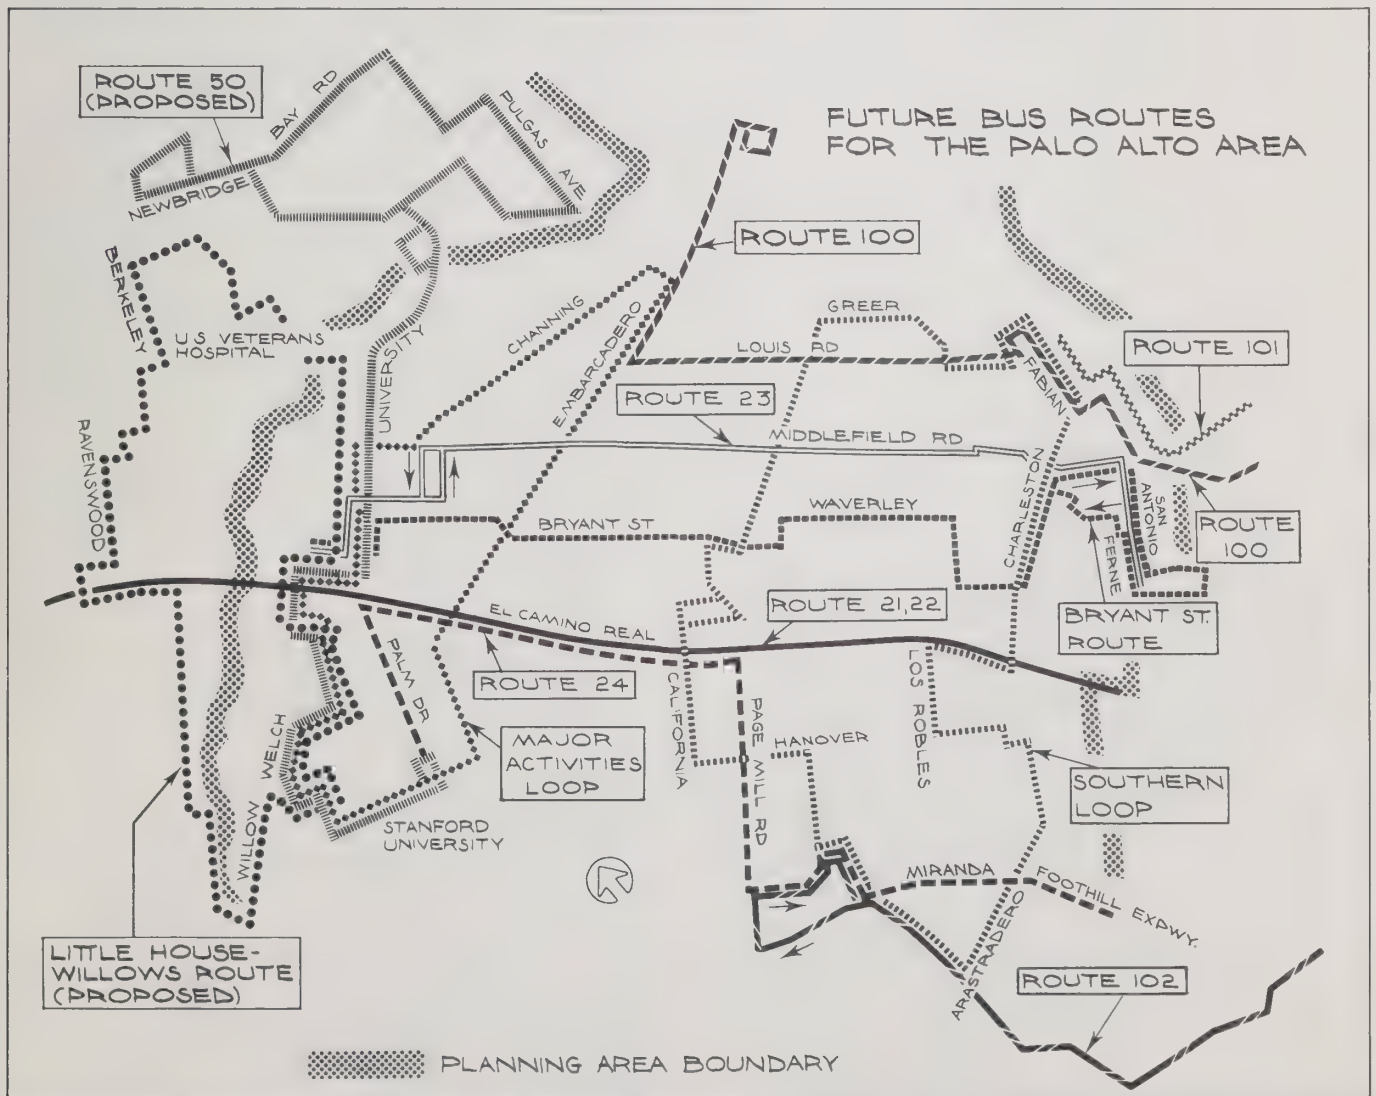 FUTURE BUS ROUTES
FOR THE PALO ALTO AREA
ROUTE 50
(PROPOSED)
BAY RD
PULGAS AVE
NEWBRIDGE
BERKELEY
U.S VETERANS
HOSPITAL
RAVENSWOOD
UNIVERSITY
CHANNING
EMBARCADERO
ROUTE 100
GREER
LOUIS RD
FABIAN
ROUTE 101
ROUTE 23
MIDDLEFIELD RD
CHARLESTON
SAN
ANTONIO
ROUTE
100
BRYANT ST
WAVERLEY
FERNE
BRYANT ST.
ROUTE
EL CAMINO REAL
ROUTE 21,22
ROUTE 24
PALM DR
CALIFORNIA
PAGE MILL RD
HANOVER
LOS ROBLES
MAJOR
ACTIVITIES
LOOP
SOUTHERN
LOOP
WELCH
WILLOW
STANFORD
UNIVERSITY
MIRANDA
FOOTHILL EXPWY.
ARASTRADERO
ROUTE 102
LITTLE HOUSE-
WILLOWS ROUTE
(PROPOSED)
PLANNING AREA BOUNDARY